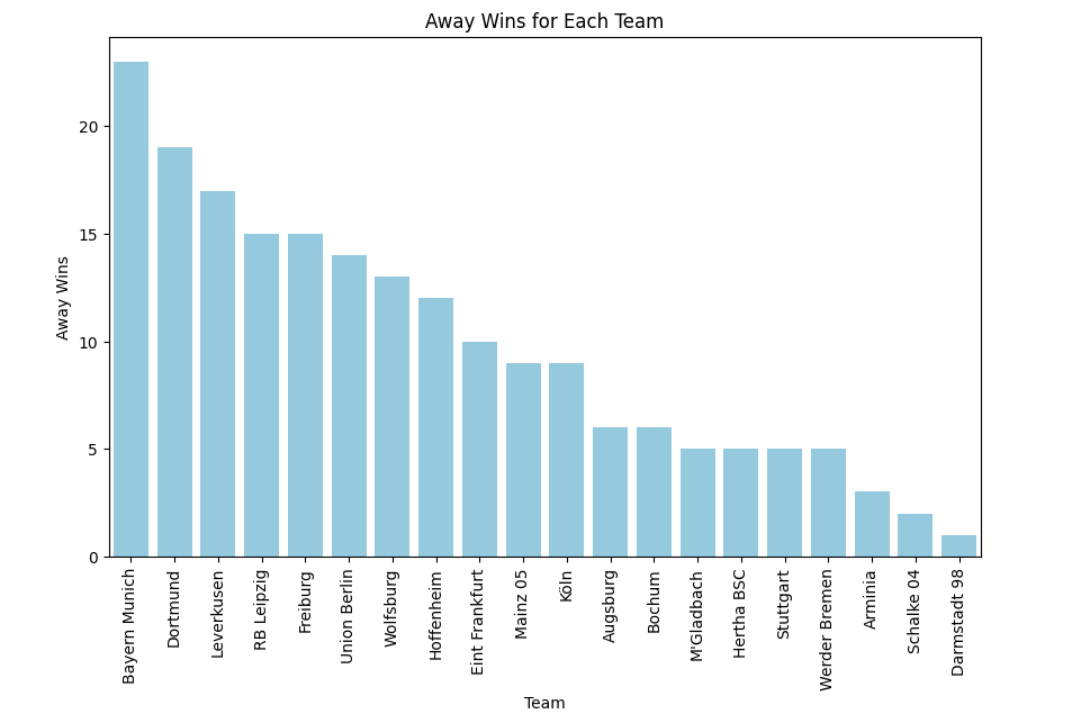 Away Wins for Each Team
Away Wins
20
15
10
5
0
Bayern Munich
Dortmund
Leverkusen
RB Leipzig
Freiburg
Union Berlin
Wolfsburg
Hoffenheim
Eint Frankfurt
Mainz 05
Köln
Augsburg
Bochum
M'Gladbach
Hertha BSC
Stuttgart
Werder Bremen
Arminia
Schalke 04
Darmstadt 98
Team